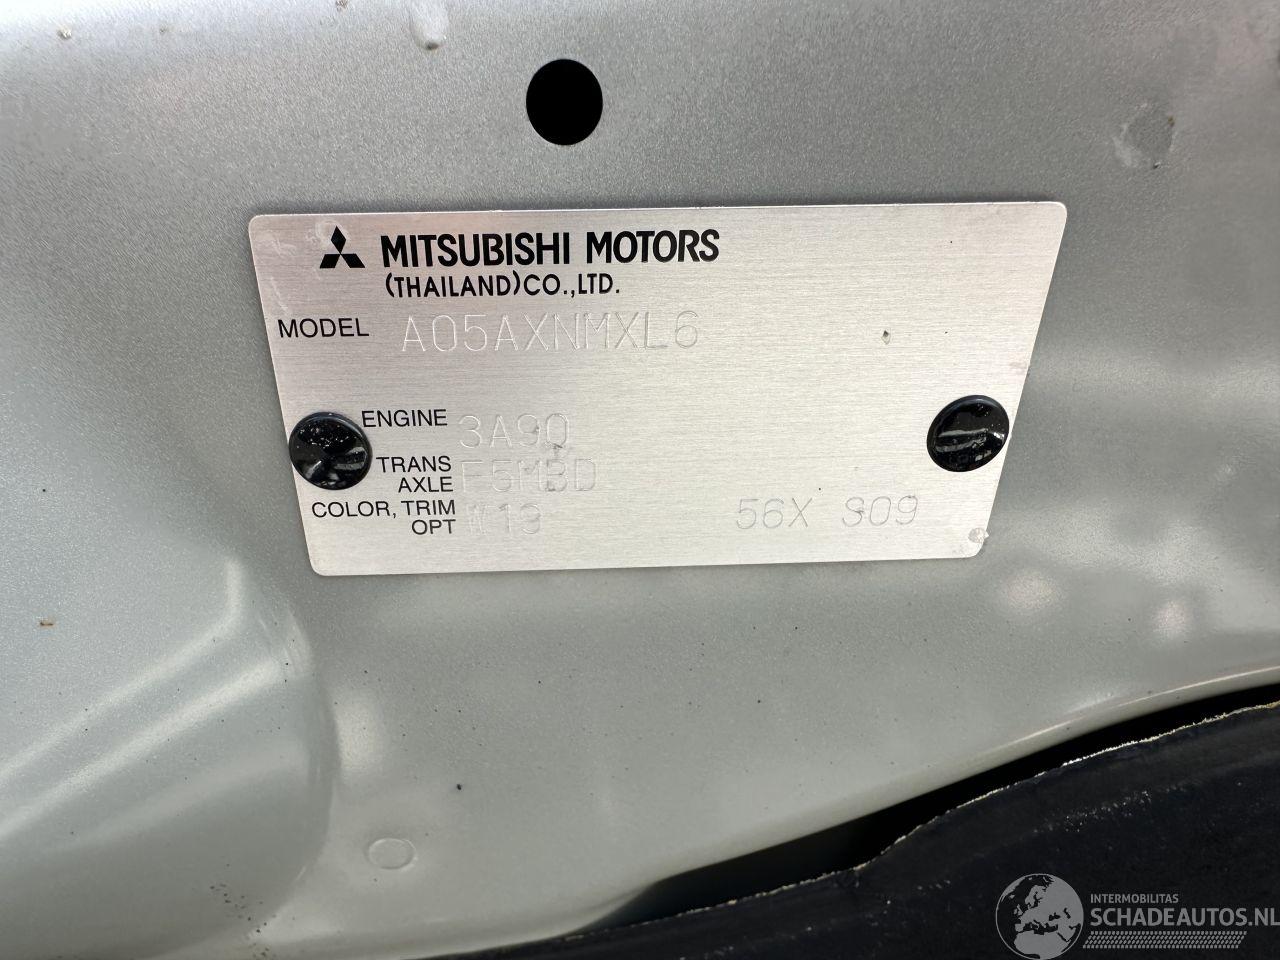 MITSUBISHI MOTORS
(THAILAND)CO.,LTD.
MODEL A05AXNMXL6
ENGINE 3A90
TRANS AXLE F5MBD
COLOR, TRIM OPT W13 56X S09
INTERMOBILITAS
SCHADEAUTOS.NL